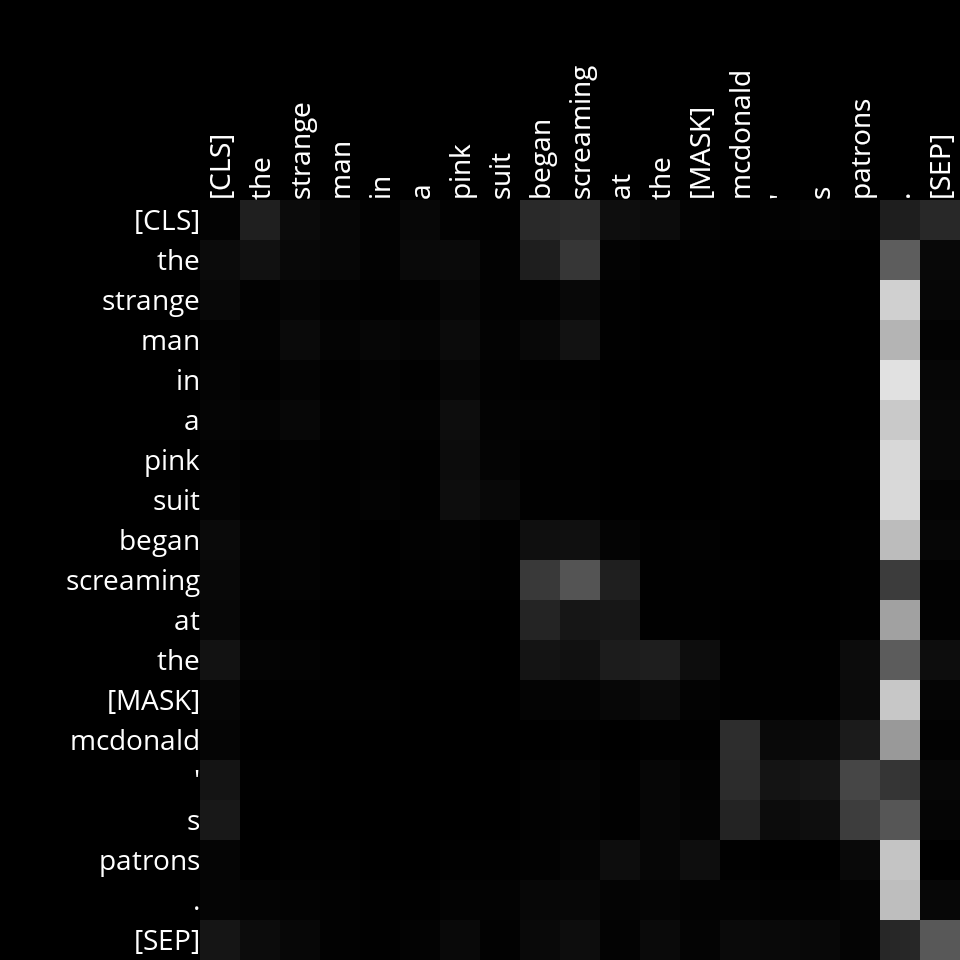 [CLS] the strange man in a pink suit began screaming at the [MASK] mcdonald ' s patrons . [SEP]
[CLS]
the
strange
man
in
a
pink
suit
began
screaming
at
the
[MASK]
mcdonald
'
s
patrons
.
[SEP]